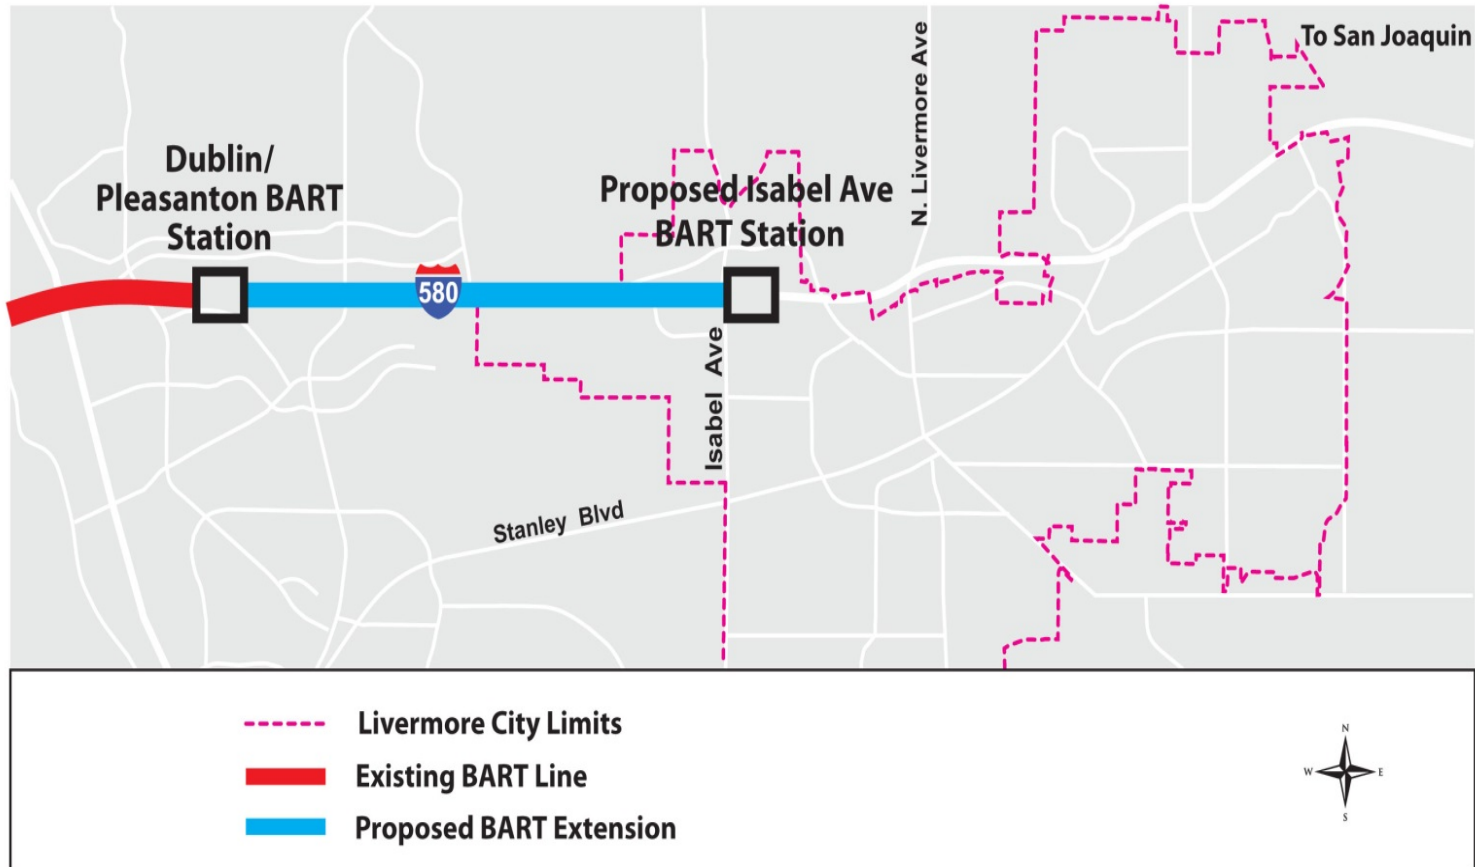 To San Joaquin
N. Livermore Ave
Dublin/
Pleasanton BART
Station
Proposed Isabel Ave
BART Station
580
Isabel Ave
Stanley Blvd
Livermore City Limits
Existing BART Line
Proposed BART Extension
N
W E
S